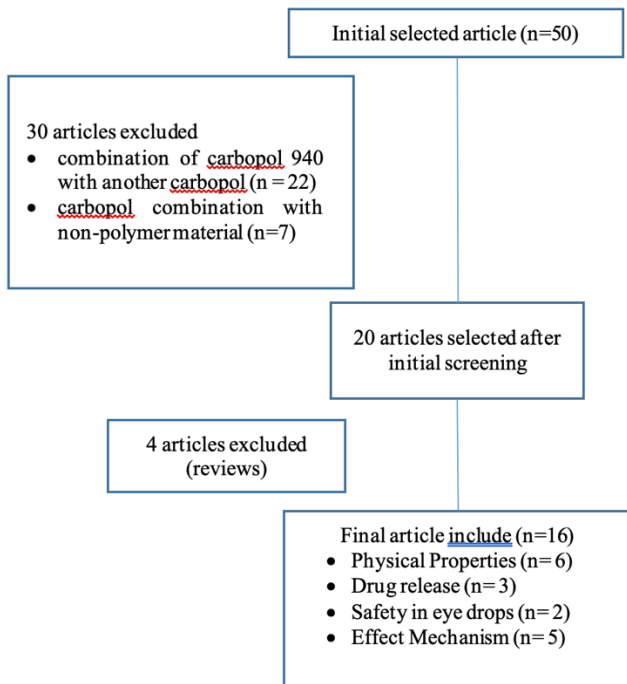 Initial selected article (n=50)
30 articles excluded
• combination of carbopol 940
with another carbopol (n = 22)
• carbopol combination with
non-polymer material (n=7)
20 articles selected after
initial screening
4 articles excluded
(reviews)
Final article include (n=16)
• Physical Properties (n=6)
• Drug release (n=3)
• Safety in eye drops (n=2)
• Effect Mechanism (n=5)